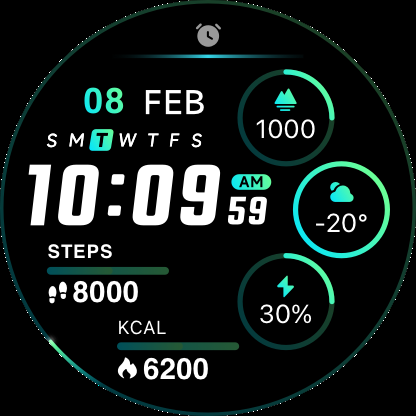 08 FEB
1000
S M T W T F S
10:09 AM 59
-20°
STEPS
8000
30%
KCAL
6200